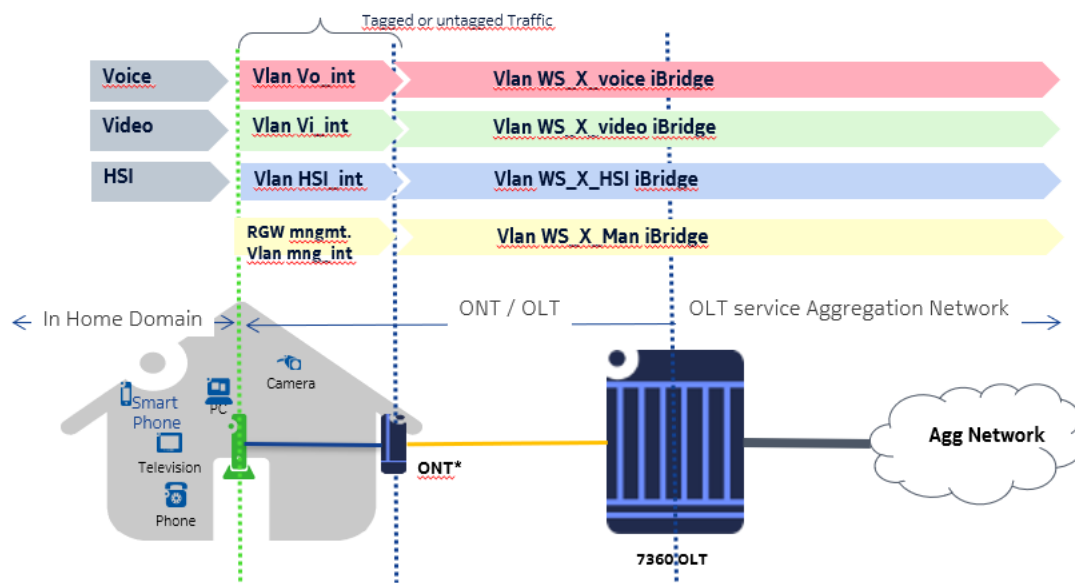 Tagged or untagged Traffic
Voice
Vlan Vo_int
Vlan WS_X_voice iBridge
Video
Vlan Vi_int
Vlan WS_X_video iBridge
HSI
Vlan HSI_int
Vlan WS_X_HSI iBridge
RGW mngmt.
Vlan mng_int
Vlan WS_X_Man iBridge
In Home Domain
ONT / OLT
OLT service Aggregation Network
Camera
Smart
Phone
PC
Television
Phone
ONT*
Agg Network
7360 OLT